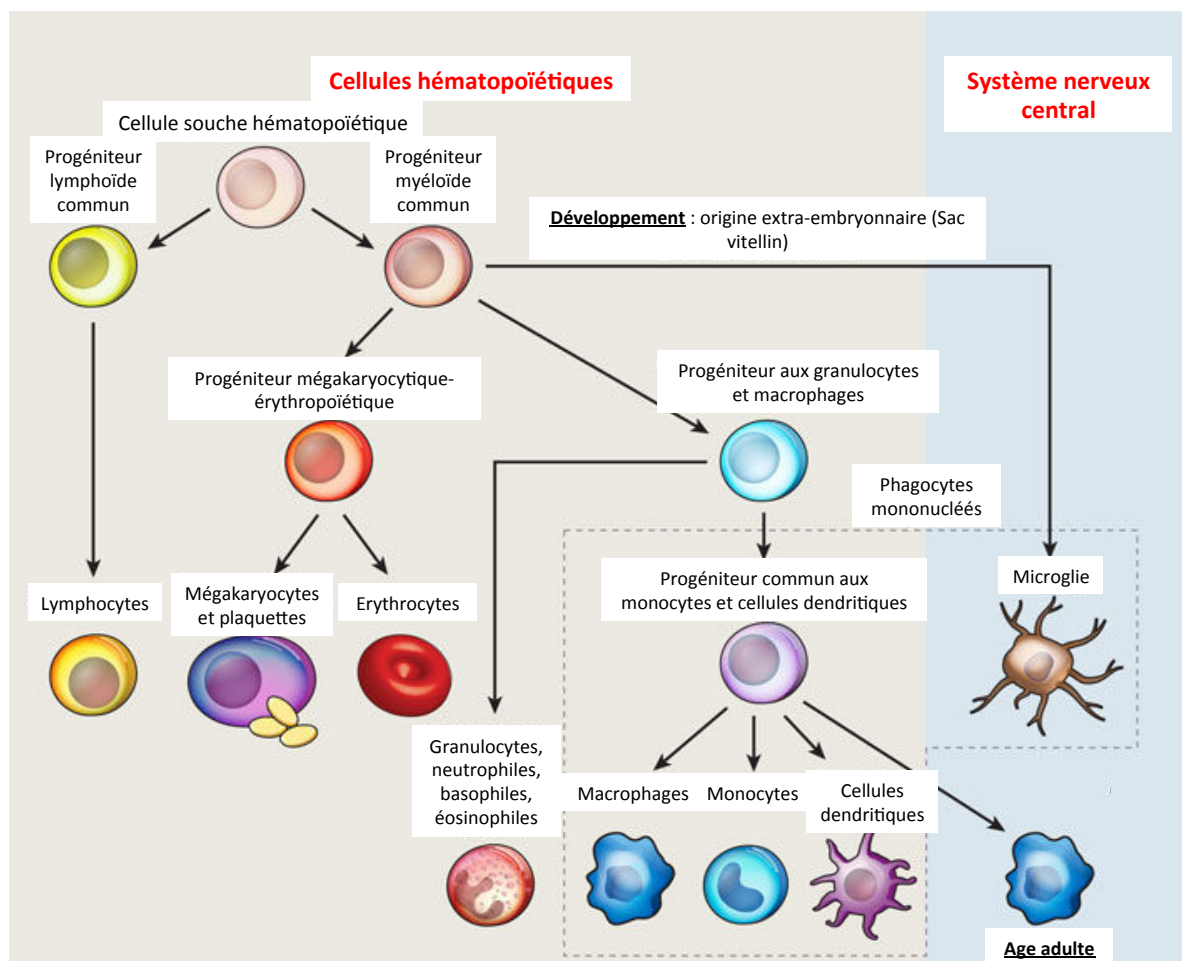 Cellules hématopoïétiques
Système nerveux
central
Cellule souche hématopoïétique
Progéniteur
lymphoïde
commun
Progéniteur
myéloïde
commun
Développement : origine extra-embryonnaire (Sac
vitellin)
Progéniteur mégakaryocytique-
érythropoïétique
Progéniteur aux granulocytes
et macrophages
Phagocytes
mononucléés
Lymphocytes
Mégakaryocytes
et plaquettes
Erythrocytes
Progéniteur commun aux
monocytes et cellules dendritiques
Microglie
Granulocytes,
neutrophiles,
basophiles,
éosinophiles
Macrophages
Monocytes
Cellules
dendritiques
Age adulte